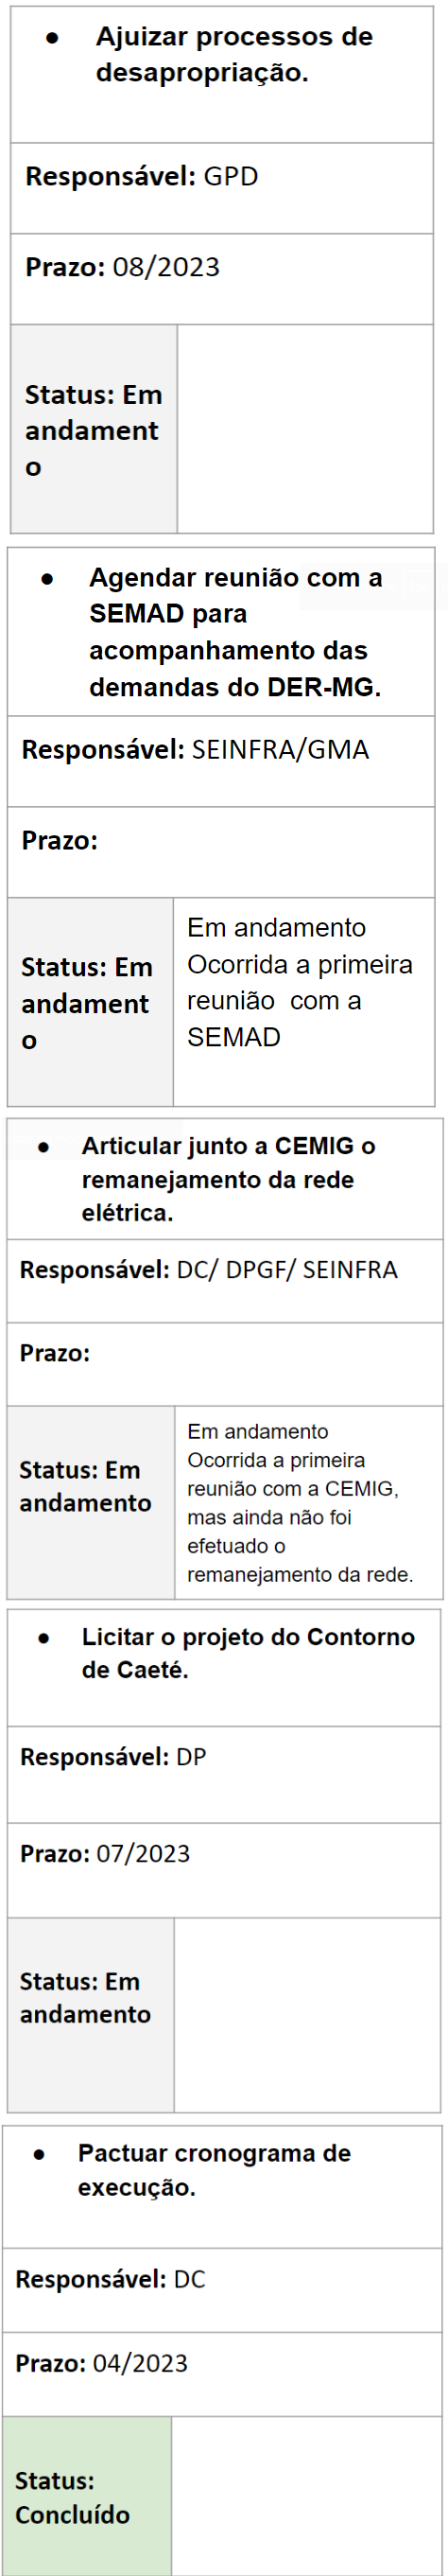 ● Ajuizar processos de
desapropriação.
Responsável: GPD
Prazo: 08/2023
Status: Em
andament
o
● Agendar reunião com a
SEMAD para
acompanhamento das
demandas do DER-MG.
Responsável: SEINFRA/GMA
Prazo:
Status: Em
andament
o
Em andamento
Ocorrida a primeira
reunião com a
SEMAD
● Articular junto a CEMIG o
remanejamento da rede
elétrica.
Responsável: DC/ DPGF/ SEINFRA
Prazo:
Status: Em
andamento
Em andamento
Ocorrida a primeira
reunião com a CEMIG,
mas ainda não foi
efetuado o
remanejamento da rede.
● Licitar o projeto do Contorno
de Caeté.
Responsável: DP
Prazo: 07/2023
Status: Em
andamento
● Pactuar cronograma de
execução.
Responsável: DC
Prazo: 04/2023
Status:
Concluído